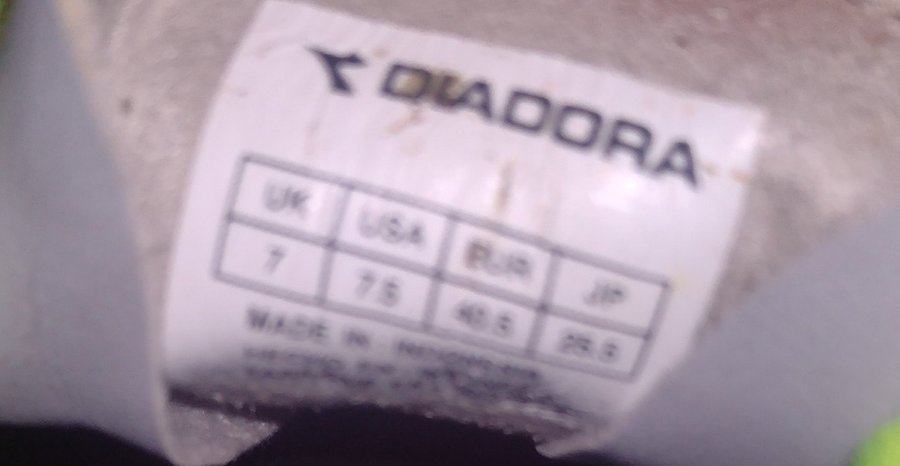 DIADORA
UK USA EUR JP
7 7.5 40.5 25.5
MADE IN